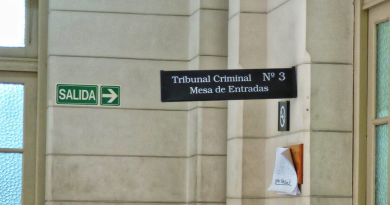 SALIDA
Tribunal Criminal Nº 3
Mesa de Entradas